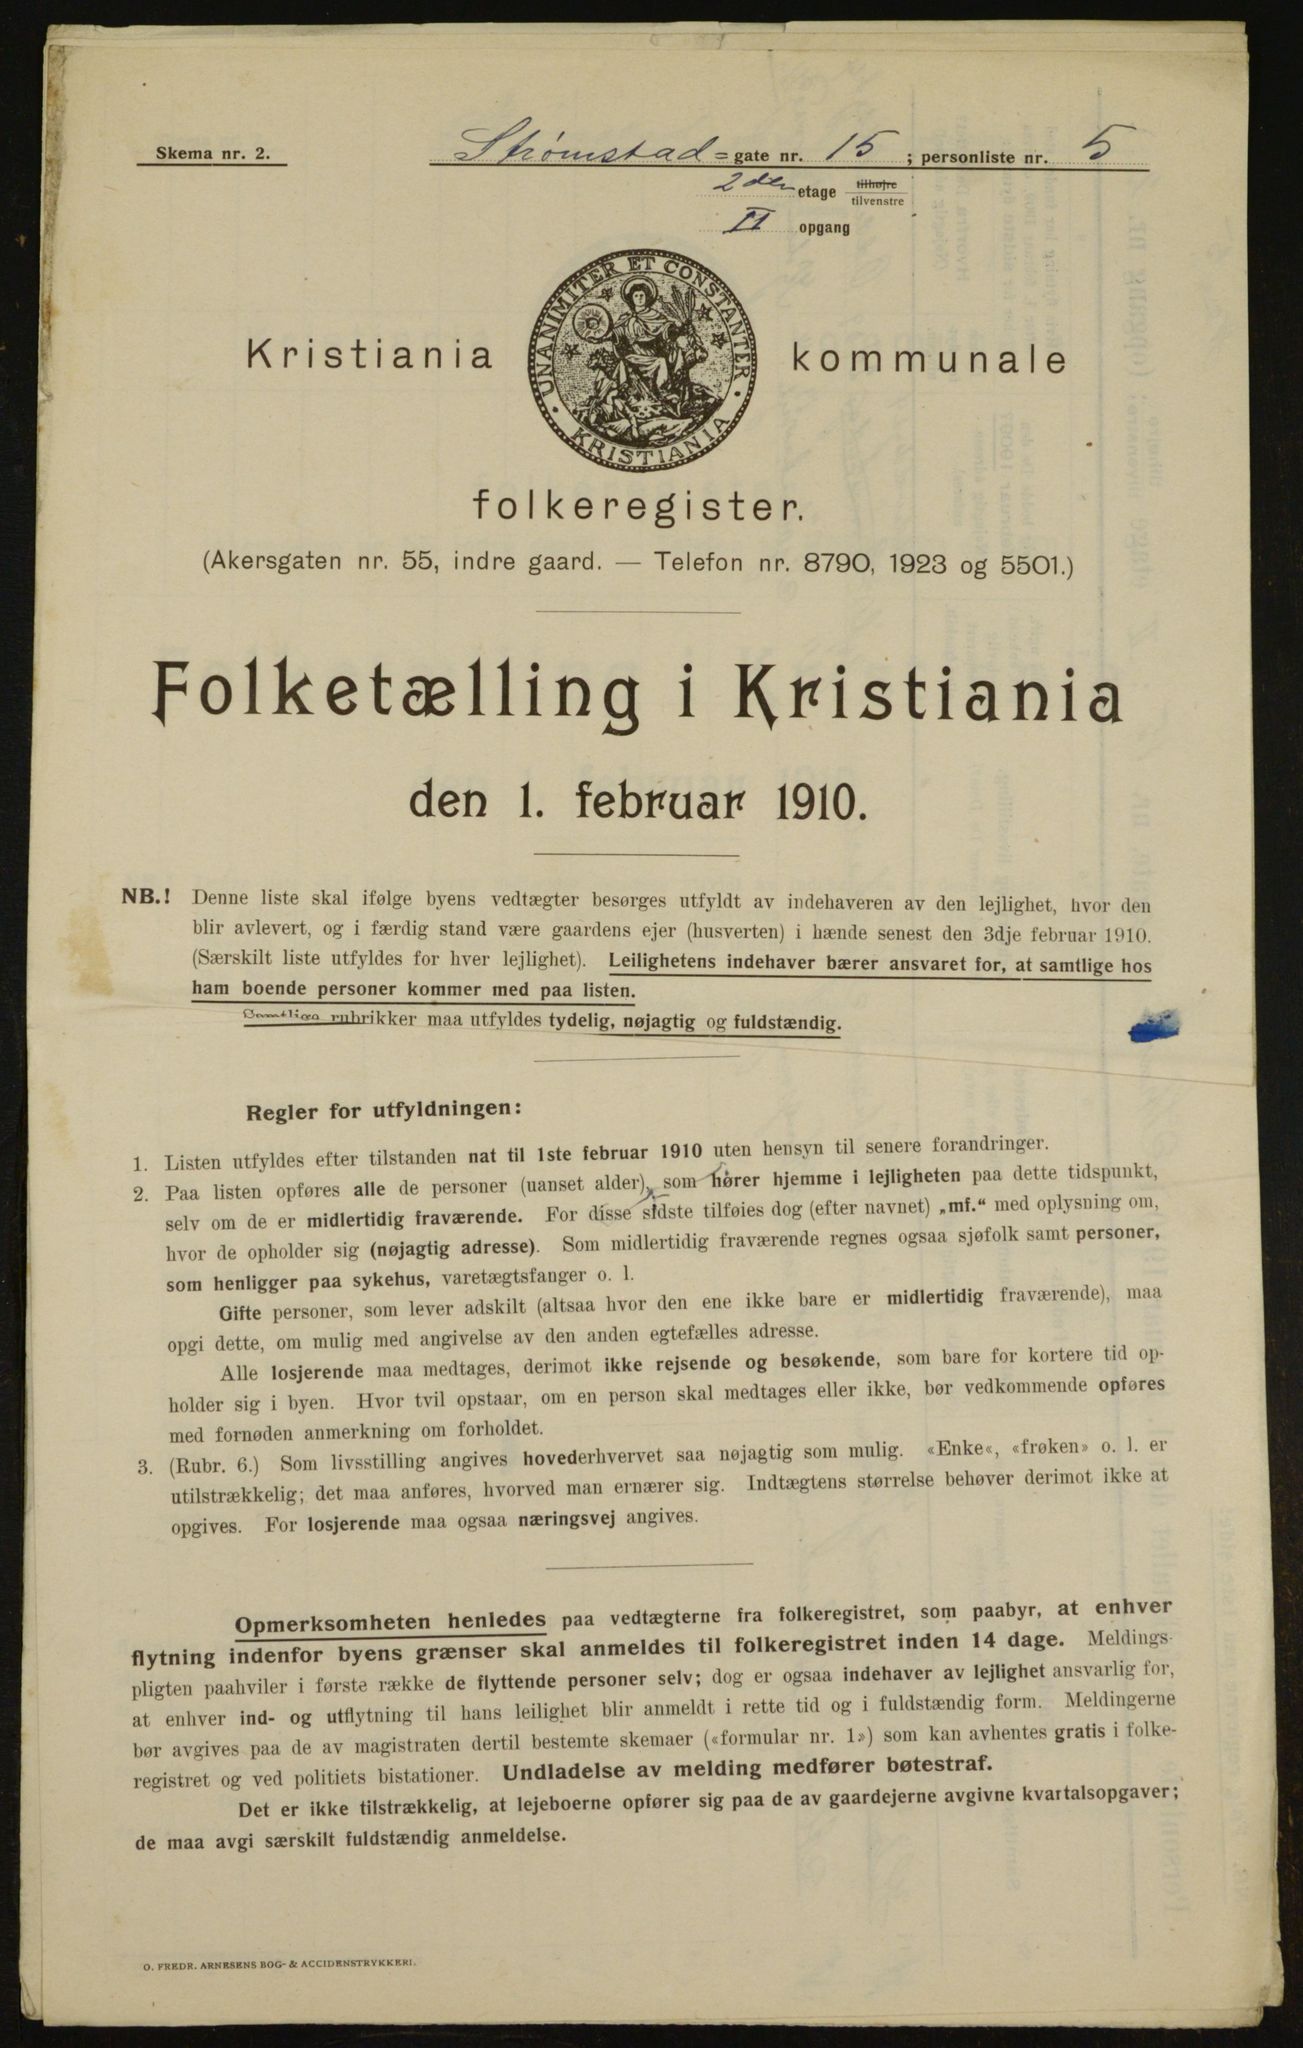 Skema nr. 2.
Strømstad=gate nr. 15 ; personliste nr. 5
2den etage tilhøjre
tilvenstre
II opgang
UNANIMITER ET CONSTANTER
KRISTIANIA
Kristiania kommunale
folkeregister.
(Akersgaten nr. 55, indre gaard. — Telefon nr. 8790, 1923 og 5501.)
Folketælling i Kristiania
den 1. februar 1910.
NB.! Denne liste skal ifølge byens vedtægter besørges utfyldt av indehaveren av den lejlighet, hvor den
blir avlevert, og i færdig stand være gaardens ejer (husverten) i hænde senest den 3dje februar 1910.
(Særskilt liste utfyldes for hver lejlighet). Leilighetens indehaver bærer ansvaret for, at samtlige hos
ham boende personer kommer med paa listen.
Samtlige rubrikker maa utfyldes tydelig, nøjagtig og fuldstændig.
Regler for utfyldningen:
1. Listen utfyldes efter tilstanden nat til 1ste februar 1910 uten hensyn til senere forandringer.
2. Paa listen opføres alle de personer (uanset alder), som hører hjemme i lejligheten paa dette tidspunkt,
selv om de er midlertidig fraværende. For disse sidste tilføies dog (efter navnet) „mf.“ med oplysning om,
hvor de opholder sig (nøjagtig adresse). Som midlertidig fraværende regnes ogsaa sjøfolk samt personer,
som henligger paa sykehus, varetægtsfanger o. l.
Gifte personer, som lever adskilt (altsaa hvor den ene ikke bare er midlertidig fraværende), maa
opgi dette, om mulig med angivelse av den anden egtefælles adresse.
Alle losjerende maa medtages, derimot ikke rejsende og besøkende, som bare for kortere tid op-
holder sig i byen. Hvor tvil opstaar, om en person skal medtages eller ikke, bør vedkommende opføres
med fornøden anmerkning om forholdet.
3. (Rubr. 6.) Som livsstilling angives hovederhvervet saa nøjagtig som mulig. «Enke«, «frøken» o. l. er
utilstrækkelig; det maa anføres, hvorved man ernærer sig. Indtægtens størrelse behøver derimot ikke at
opgives. For losjerende maa ogsaa næringsvej angives.
Opmerksomheten henledes paa vedtægterne fra folkeregistret, som paabyr, at enhver
flytning indenfor byens grænser skal anmeldes til folkeregistret inden 14 dage. Meldings-
pligten paahviler i første række de flyttende personer selv; dog er ogsaa indehaver av lejlighet ansvarlig for,
at enhver ind- og utflytning til hans leilighet blir anmeldt i rette tid og i fuldstændig form. Meldingerne
bør avgives paa de av magistraten dertil bestemte skemaer («formular nr. 1») som kan avhentes gratis i folke-
registret og ved politiets bistationer. Undladelse av melding medfører bøtestraf.
Det er ikke tilstrækkelig, at lejeboerne opfører sig paa de av gaardejerne avgivne kvartalsopgaver;
de maa avgi særskilt fuldstændig anmeldelse.
O. FREDR. ARNESENS BOG- & ACCIDENSTRYKKERI.